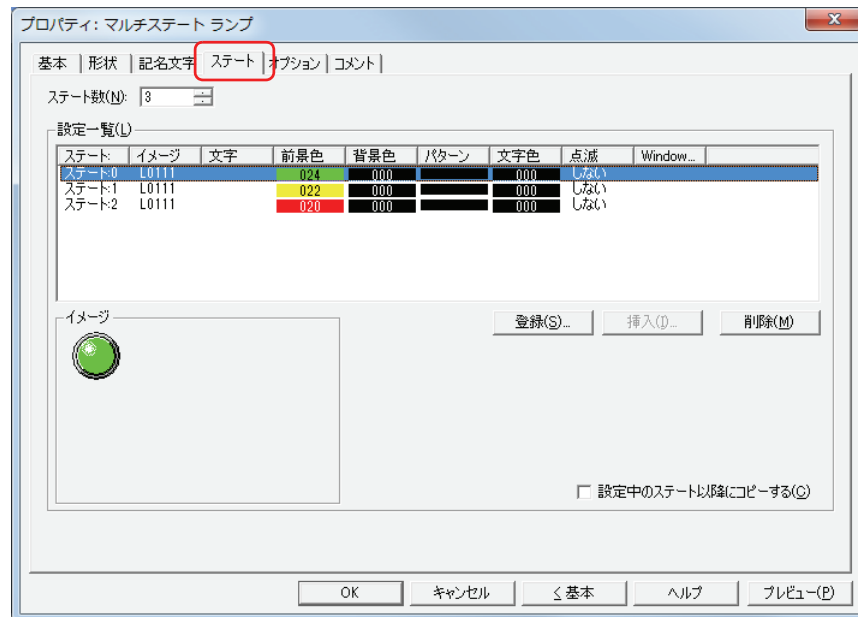 プロパティ: マルチステート ランプ
基本 形状 記名文字 ステート オプション コメント
ステート数(N): 3
設定一覧(L)
ステート: イメージ 文字 前景色 背景色 パターン 文字色 点滅 Window...
ステート:0 L0111 024 000 000 しない
ステート:1 L0111 022 000 000 しない
ステート:2 L0111 020 000 000 しない
イメージ
登録(S)... 挿入(I)... 削除(M)
設定中のステート以降にコピーする(C)
OK キャンセル < 基本 ヘルプ プレビュー(P)